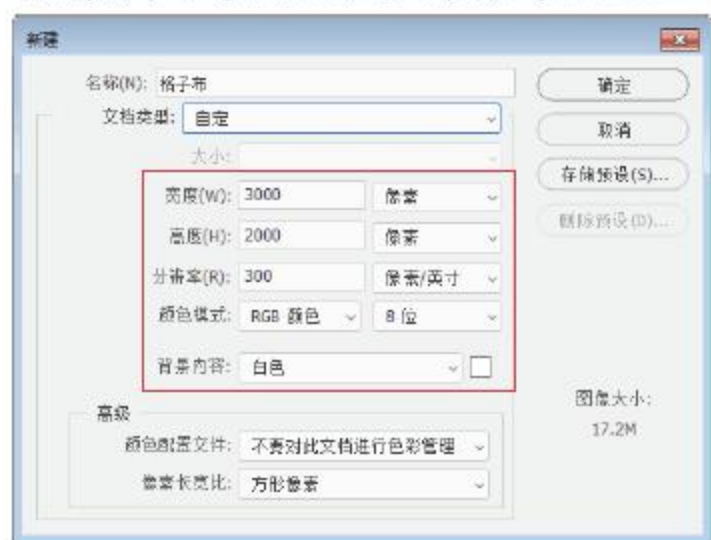 新建
名称(N): 格子布
确定
文档类型: 自定
取消
大小:
存储预设(S)...
宽度(W): 3000 像素
删除预设(D)...
高度(H): 2000 像素
分辨率(R): 300 像素/英寸
颜色模式: RGB 颜色 8 位
背景内容: 白色
图像大小:
17.2M
高级
颜色配置文件: 不要对此文档进行色彩管理
像素长宽比: 方形像素